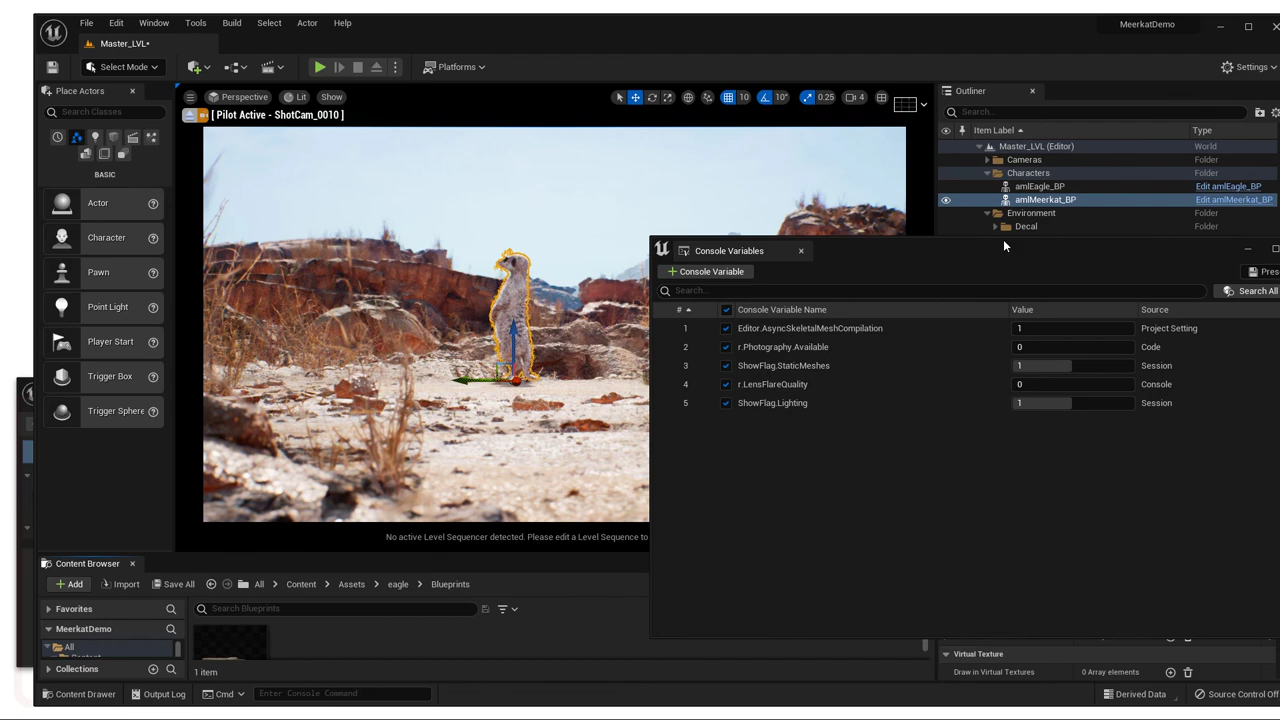 File Edit Window Tools Build Select Actor Help MeerkatDemo
Master_LVL•
Select Mode Platforms Settings
Place Actors
Search Classes
BASIC
Actor
Character
Pawn
Point Light
Player Start
Trigger Box
Trigger Sphere
Perspective Lit Show 10 10° 0.25 4
[ Pilot Active - ShotCam_0010 ]
No active Level Sequencer detected. Please edit a Level Sequence to
Outliner
Search...
Item Label Type
Master_LVL (Editor) World
Cameras Folder
Characters Folder
amlEagle_BP Edit amlEagle_BP
amlMeerkat_BP Edit amlMeerkat_BP
Environment Folder
Decal Folder
Console Variables
+ Console Variable
Search... Search All
# Console Variable Name Value Source
1 Editor.AsyncSkeletalMeshCompilation 1 Project Setting
2 r.Photography.Available 0 Code
3 ShowFlag.StaticMeshes 1 Session
4 r.LensFlareQuality 0 Console
5 ShowFlag.Lighting 1 Session
Content Browser
+ Add Import Save All All > Content > Assets > eagle > Blueprints
Favorites
Search Blueprints
MeerkatDemo
All
Collections
1 item
Virtual Texture
Draw in Virtual Textures 0 Array elements
Content Drawer Output Log Cmd Enter Console Command Derived Data Source Control Off